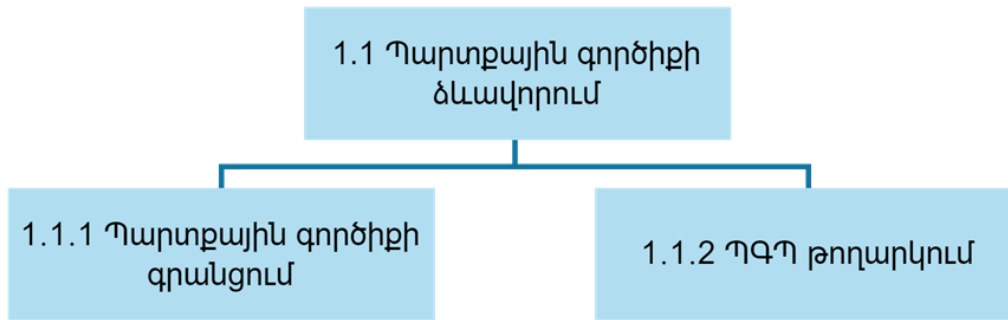 1.1 Պարտքային գործիքի
ձևավորում
1.1.1 Պարտքային գործիքի
գրանցում
1.1.2 ՊԳՊ թողարկում